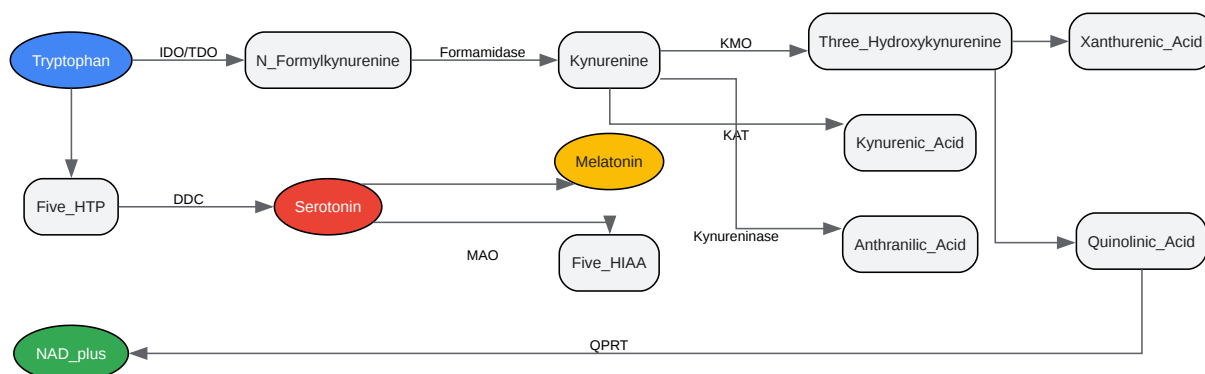 Tryptophan
IDO/TDO
N_Formylkynurenine
Formamidase
Kynurenine
KMO
Three_Hydroxykynurenine
Xanthurenic_Acid
KAT
Kynurenic_Acid
Melatonin
Five_HTP
DDC
Serotonin
MAO
Five_HIAA
Kynureninase
Anthranilic_Acid
Quinolinic_Acid
NAD_plus
QPRT